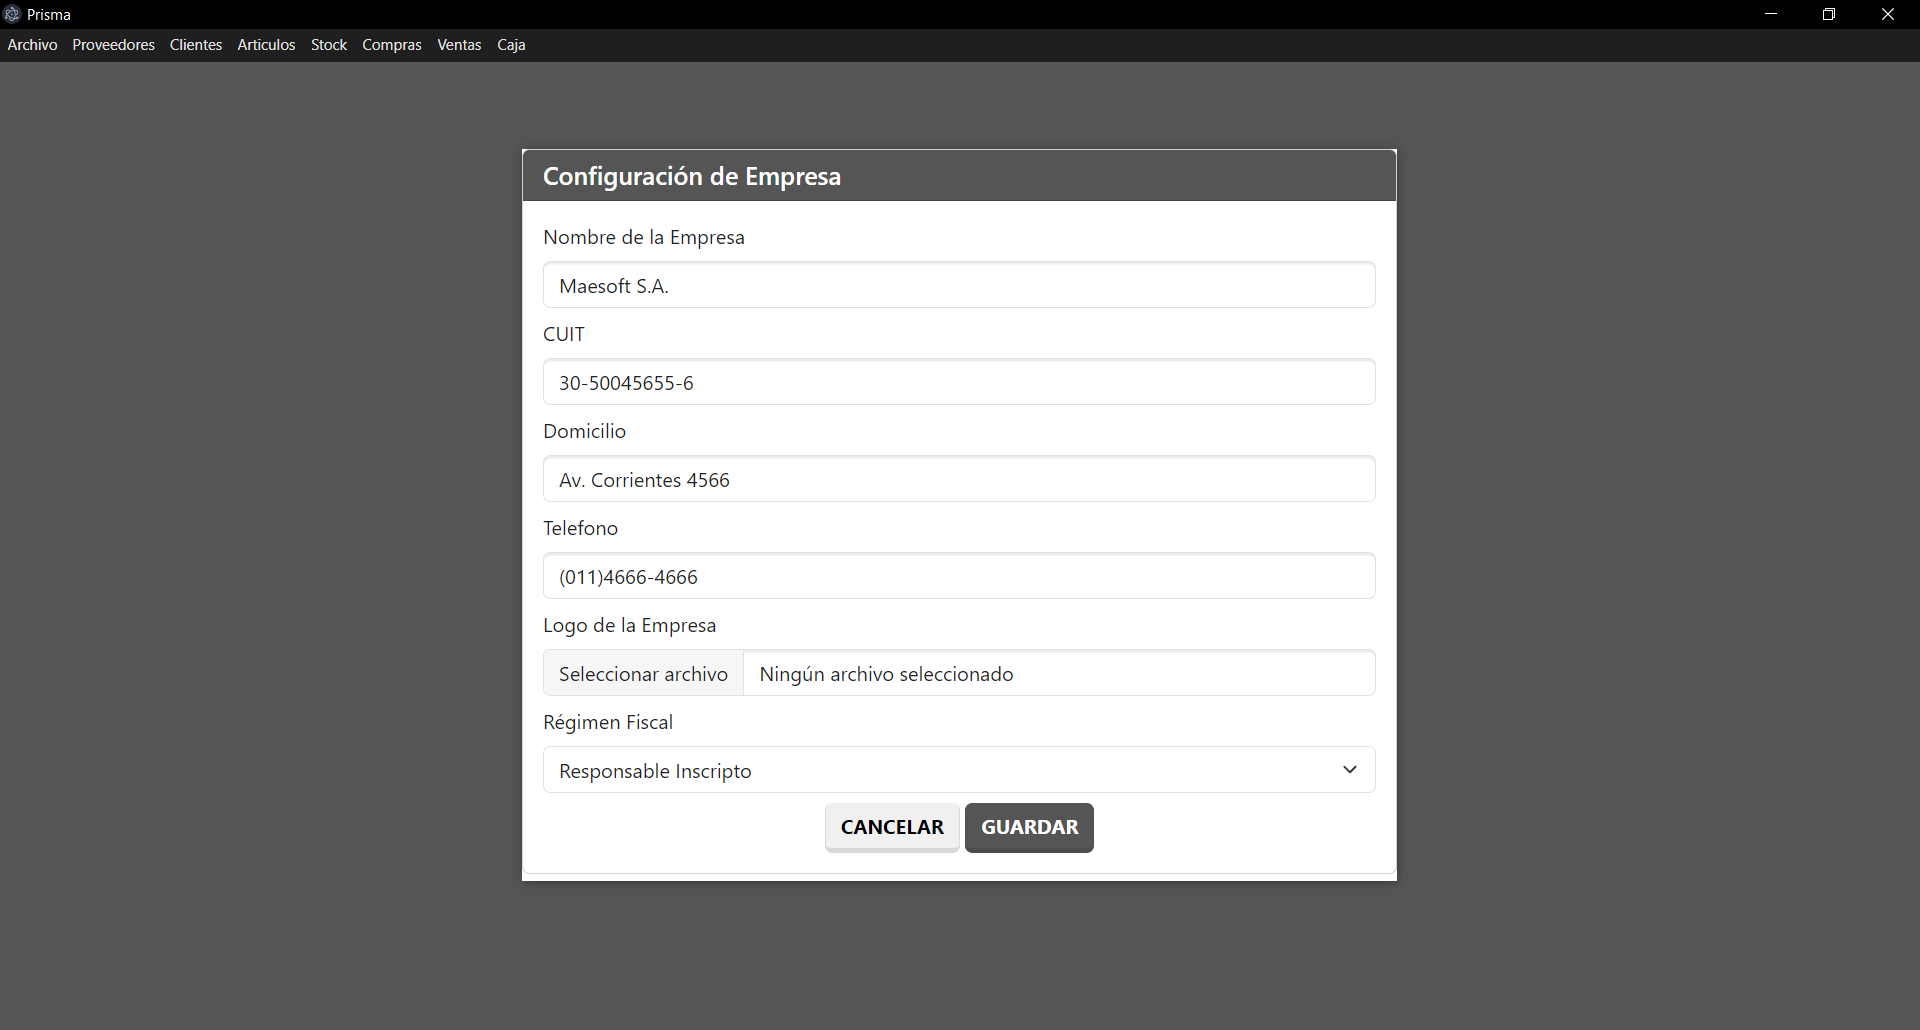 Prisma
Archivo Proveedores Clientes Articulos Stock Compras Ventas Caja
Configuración de Empresa
Nombre de la Empresa
Maesoft S.A.
CUIT
30-50045655-6
Domicilio
Av. Corrientes 4566
Telefono
(011)4666-4666
Logo de la Empresa
Seleccionar archivo Ningún archivo seleccionado
Régimen Fiscal
Responsable Inscripto
CANCELAR GUARDAR